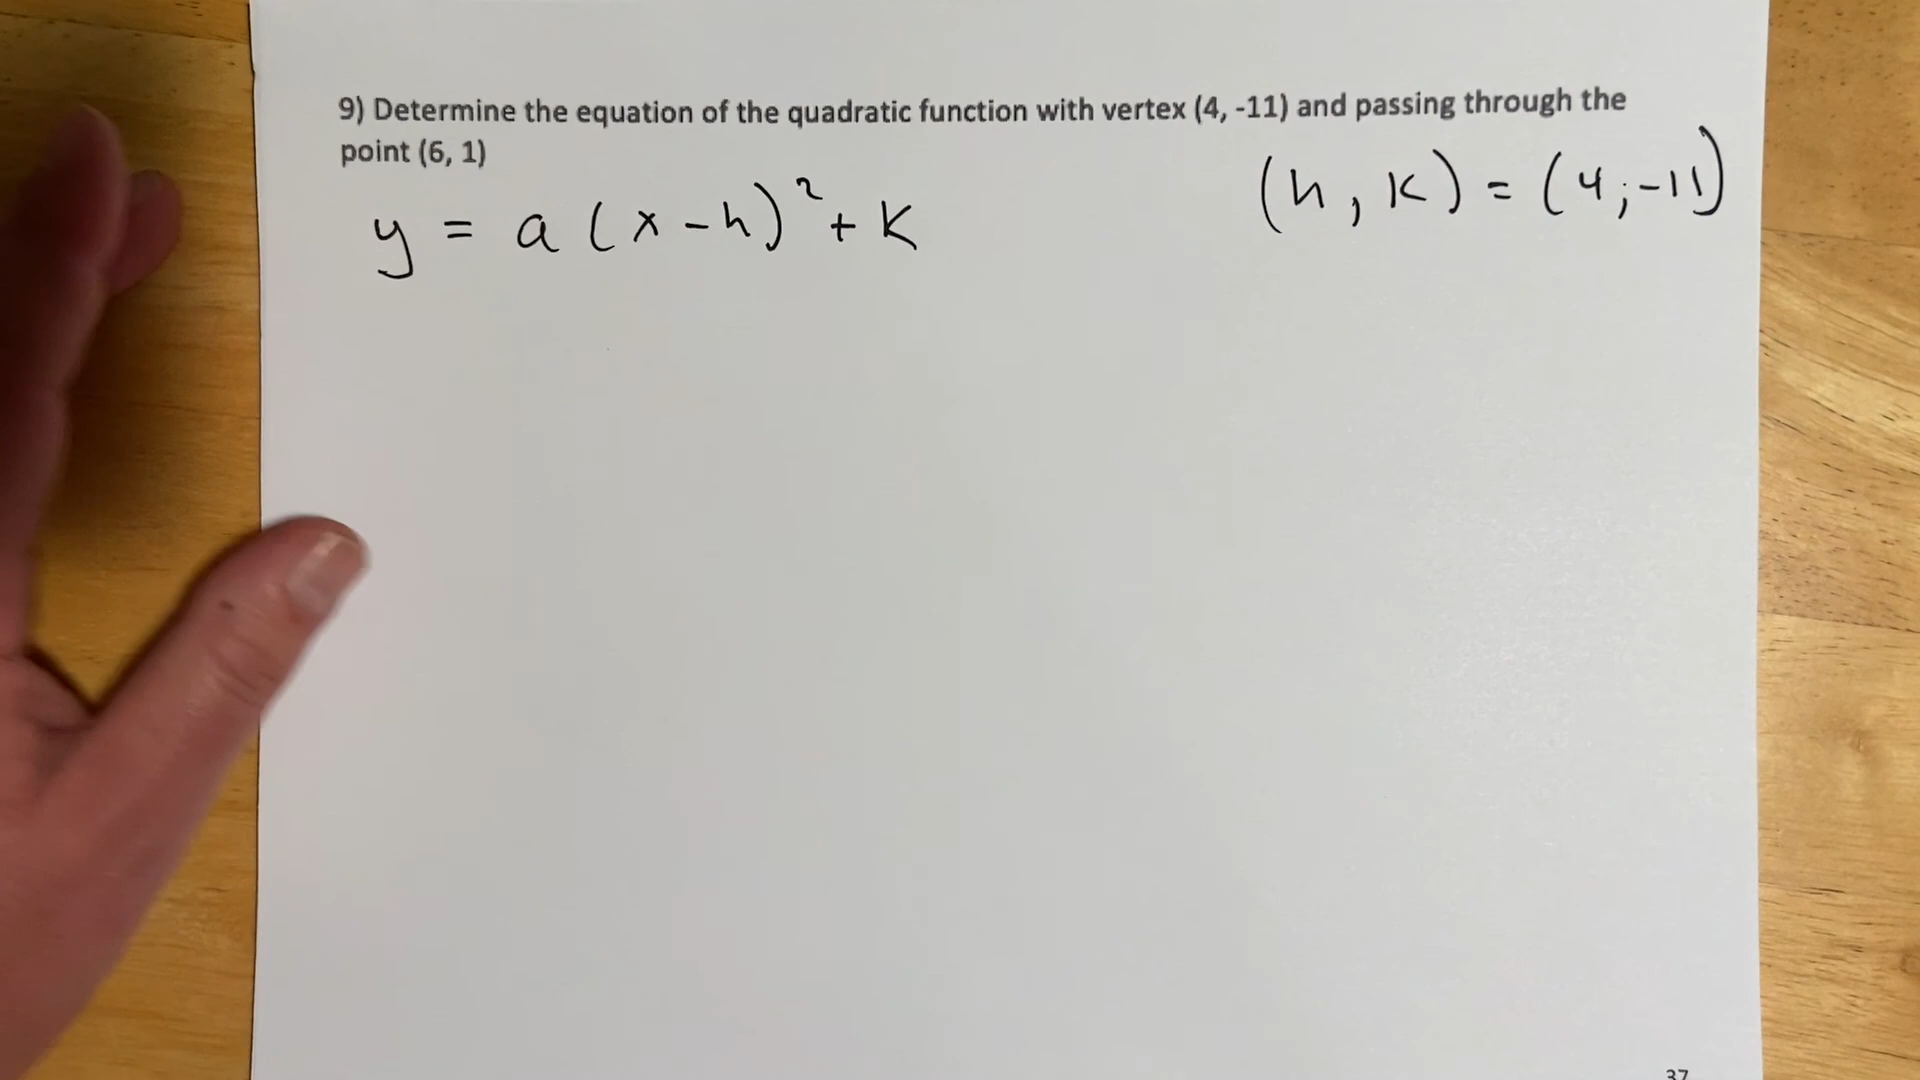 9) Determine the equation of the quadratic function with vertex (4, -11) and passing through the
point (6, 1)
(h, k) = (4, -11)
y = a (x - h)² + k
37